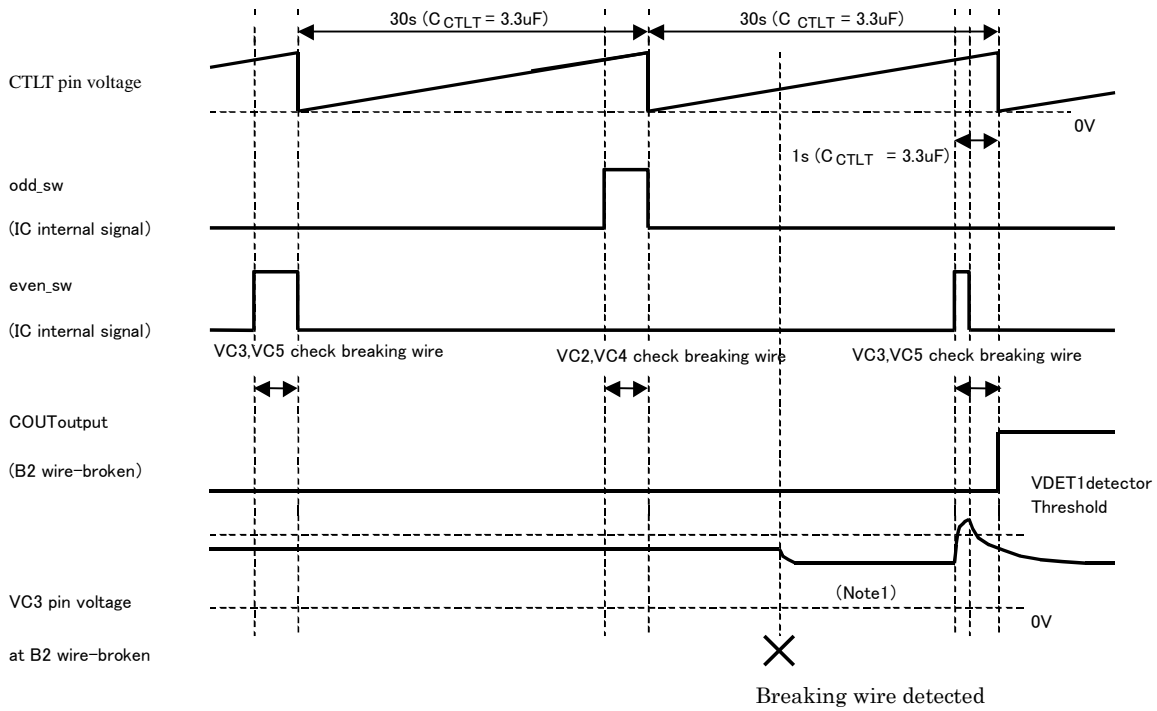 30s (C CTLT = 3.3uF)
30s (C CTLT = 3.3uF)
CTLT pin voltage
0V
1s (C CTLT = 3.3uF)
odd_sw
(IC internal signal)
even_sw
(IC internal signal)
VC3,VC5 check breaking wire
VC2,VC4 check breaking wire
VC3,VC5 check breaking wire
COUToutput
(B2 wire-broken)
VDET1detector
Threshold
VC3 pin voltage
(Note1)
0V
at B2 wire-broken
Breaking wire detected